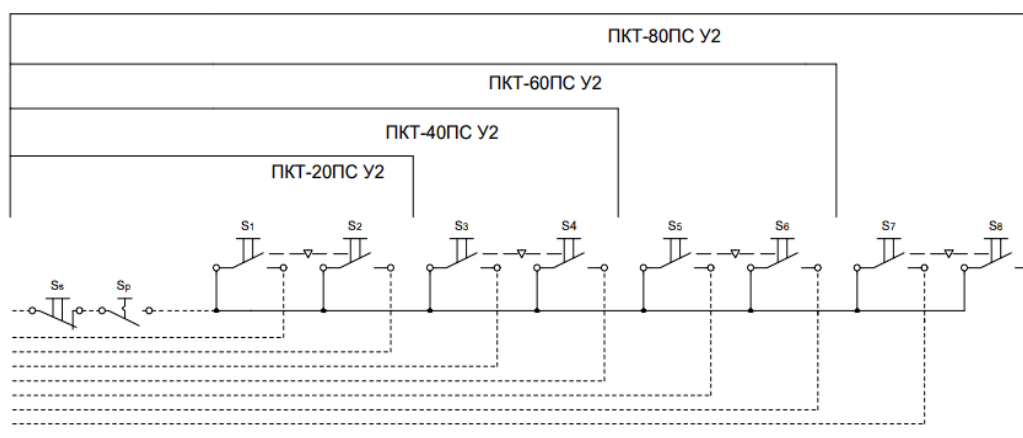 ПКТ-80ПС У2
ПКТ-60ПС У2
ПКТ-40ПС У2
ПКТ-20ПС У2
S1 S2 S3 S4 S5 S6 S7 S8
Ss Sp